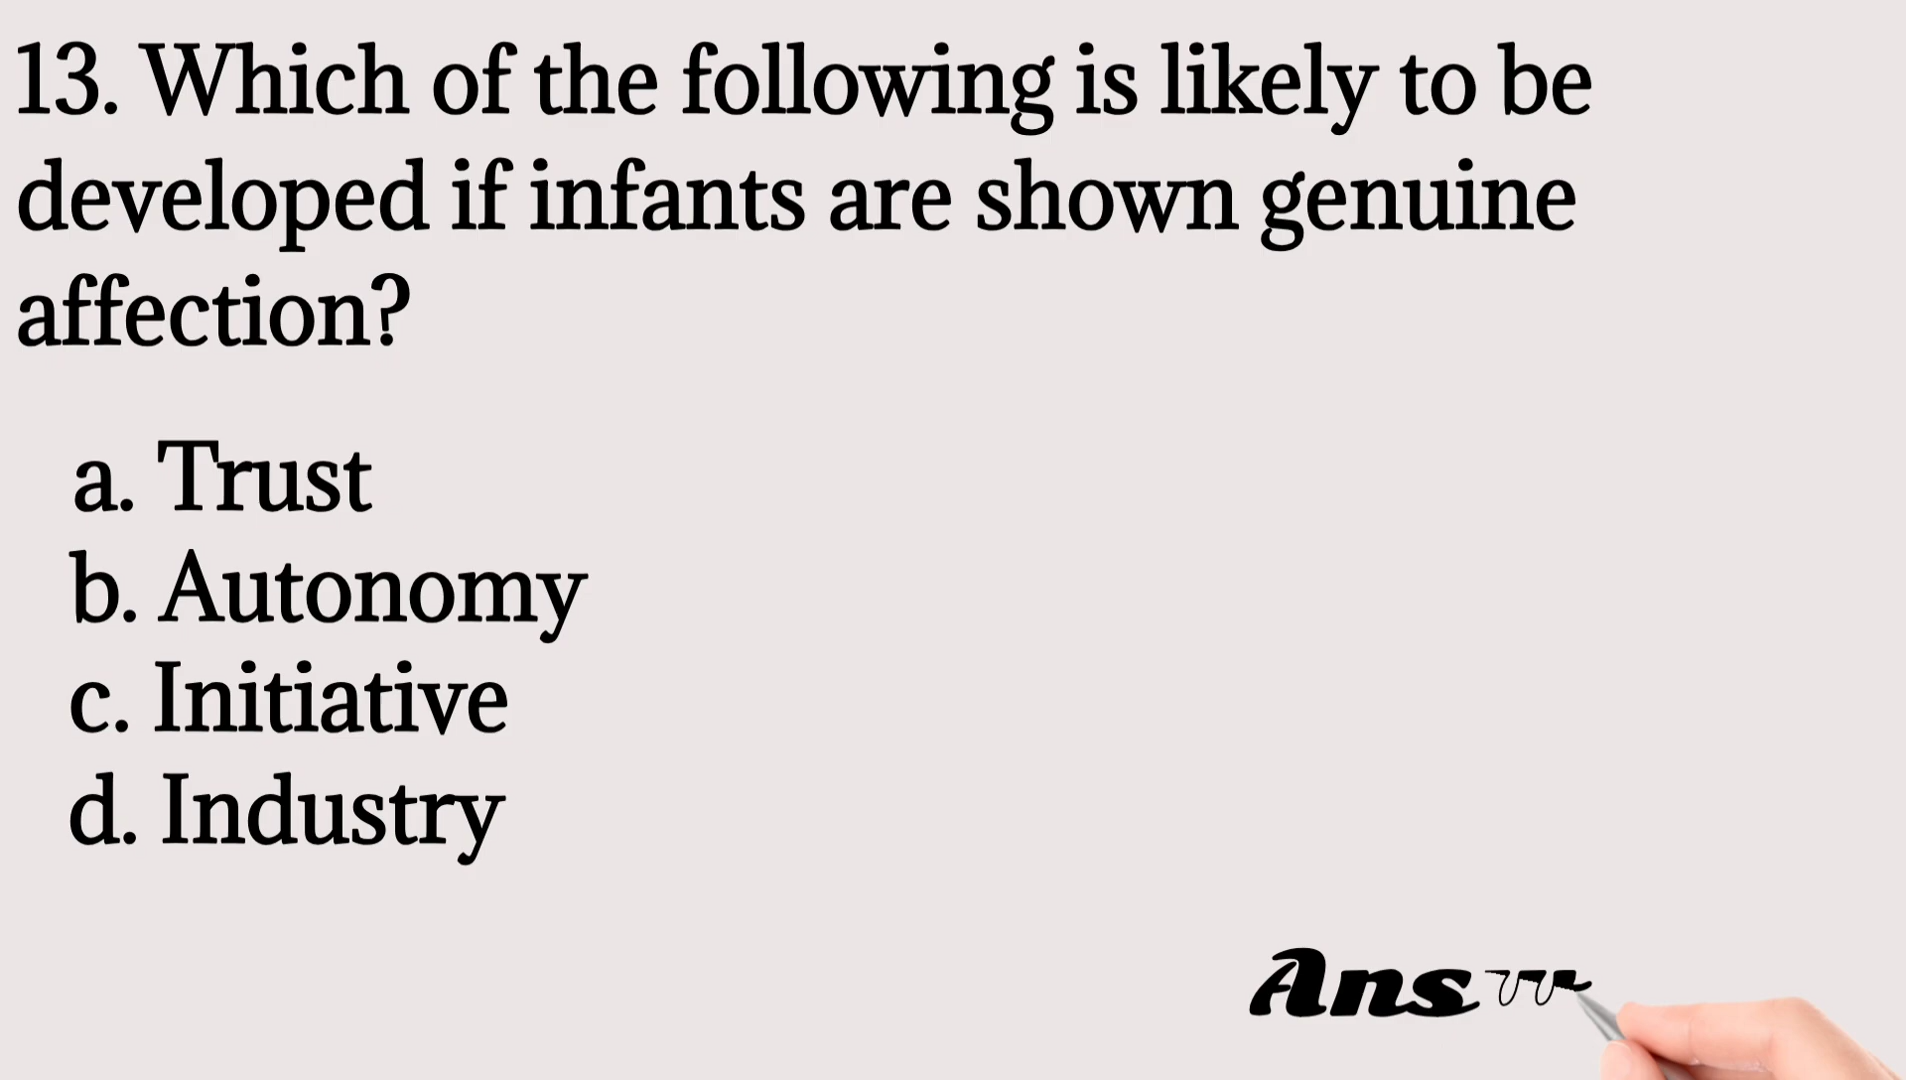 13. Which of the following is likely to be
developed if infants are shown genuine
affection?
a. Trust
b. Autonomy
c. Initiative
d. Industry
Answ